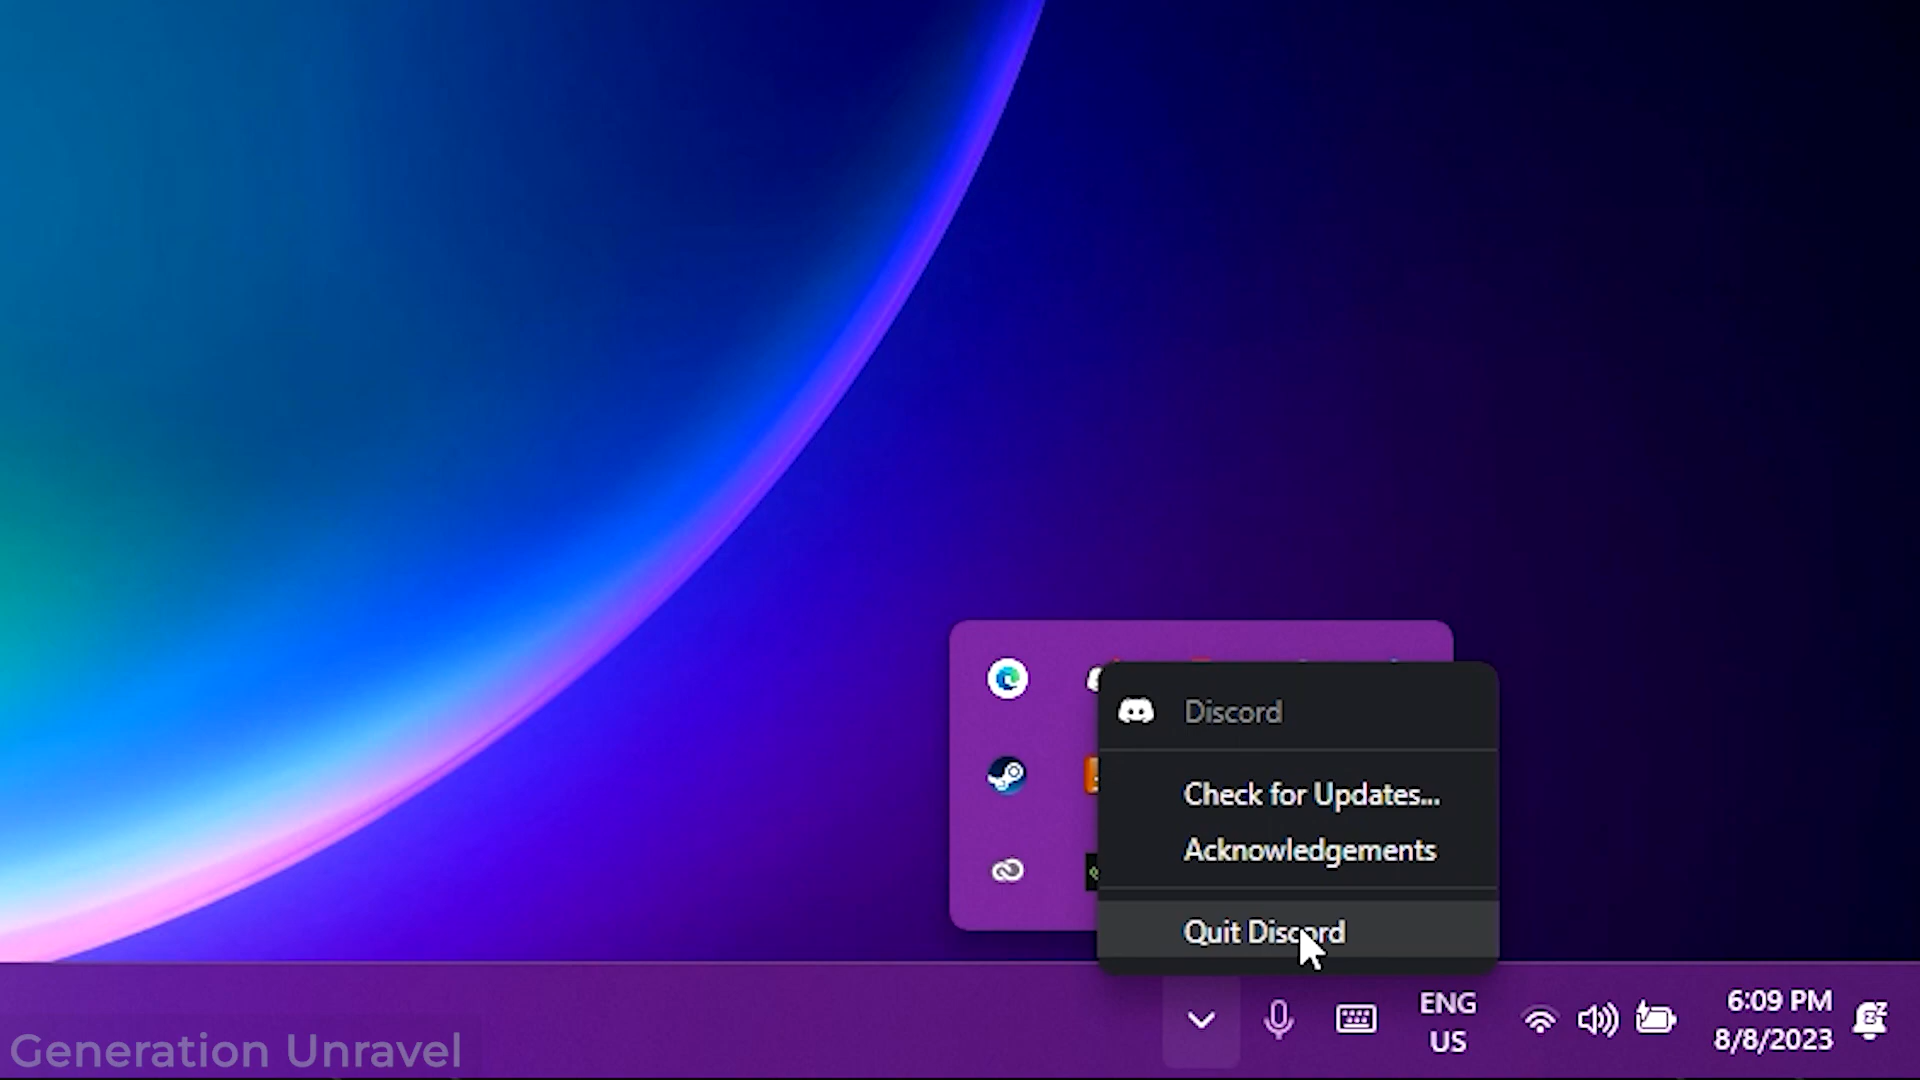 Discord
Check for Updates...
Acknowledgements
Quit Discord
ENG
US
6:09 PM
8/8/2023
Generation Unravel